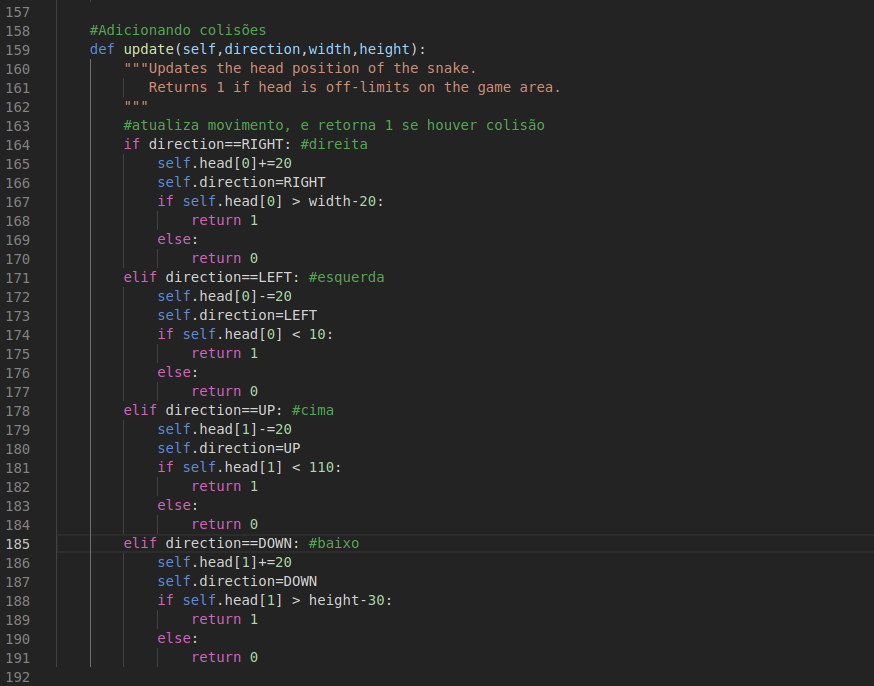 157
158 #Adicionando colisões
159 def update(self,direction,width,height):
160 """Updates the head position of the snake.
161 Returns 1 if head is off-limits on the game area.
162 """
163 #atualiza movimento, e retorna 1 se houver colisão
164 if direction==RIGHT: #direita
165 self.head[0]+=20
166 self.direction=RIGHT
167 if self.head[0] > width-20:
168 return 1
169 else:
170 return 0
171 elif direction==LEFT: #esquerda
172 self.head[0]-=20
173 self.direction=LEFT
174 if self.head[0] < 10:
175 return 1
176 else:
177 return 0
178 elif direction==UP: #cima
179 self.head[1]-=20
180 self.direction=UP
181 if self.head[1] < 110:
182 return 1
183 else:
184 return 0
185 elif direction==DOWN: #baixo
186 self.head[1]+=20
187 self.direction=DOWN
188 if self.head[1] > height-30:
189 return 1
190 else:
191 return 0
192